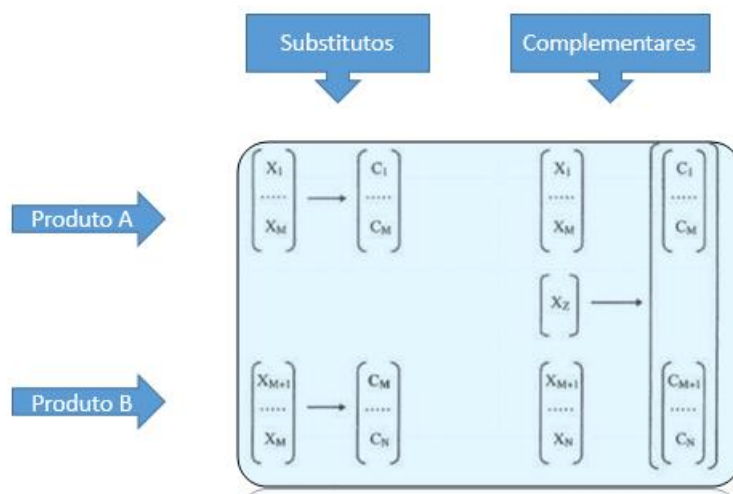 Substitutos Complementares
X1 C1 X1 C1
..... ..... ..... .....
Produto A
XM CM XM CM
XZ
XM+1 CM XM+1 CM+1
Produto B
..... ..... ..... .....
XM CN XN CN